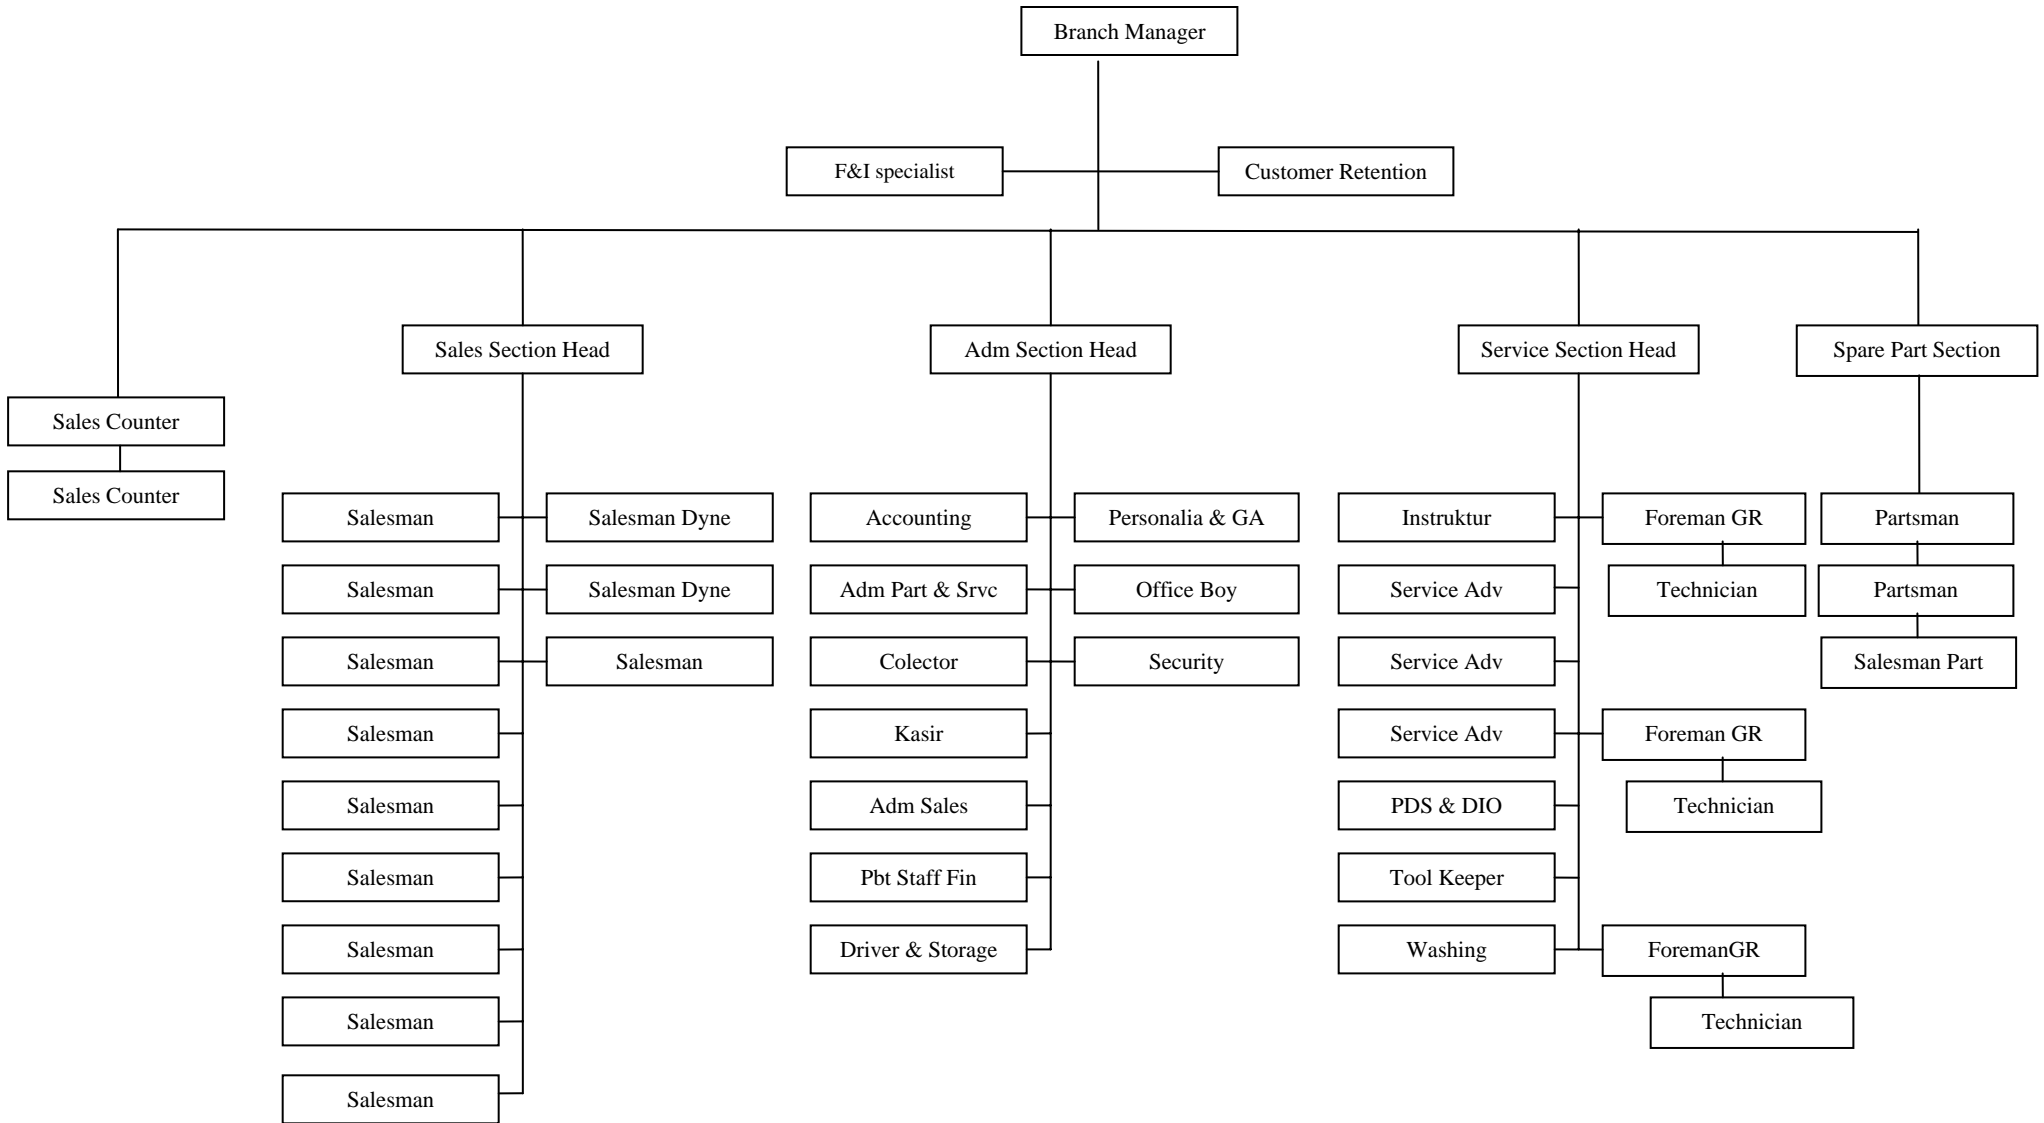 Branch Manager
F&I specialist
Customer Retention
Sales Section Head
Adm Section Head
Service Section Head
Spare Part Section
Sales Counter
Sales Counter
Salesman
Salesman Dyne
Accounting
Personalia & GA
Instruktur
Foreman GR
Partsman
Salesman
Salesman Dyne
Adm Part & Srvc
Office Boy
Service Adv
Technician
Partsman
Salesman
Salesman
Colector
Security
Service Adv
Salesman Part
Salesman
Kasir
Service Adv
Foreman GR
Salesman
Adm Sales
PDS & DIO
Technician
Salesman
Pbt Staff Fin
Tool Keeper
Salesman
Driver & Storage
Washing
ForemanGR
Salesman
Technician
Salesman